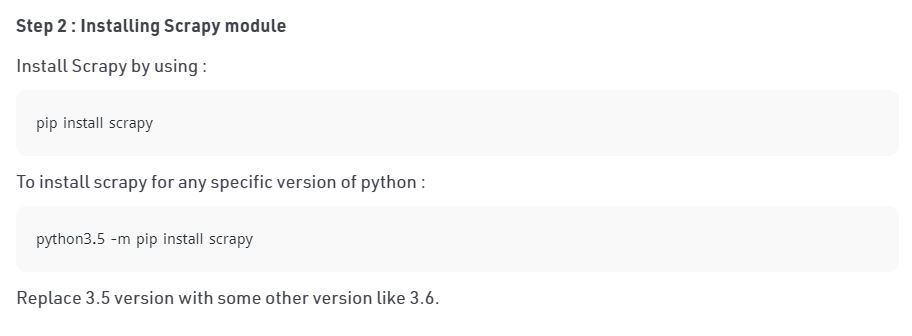 Step 2 : Installing Scrapy module
Install Scrapy by using :
pip install scrapy
To install scrapy for any specific version of python :
python3.5 -m pip install scrapy
Replace 3.5 version with some other version like 3.6.